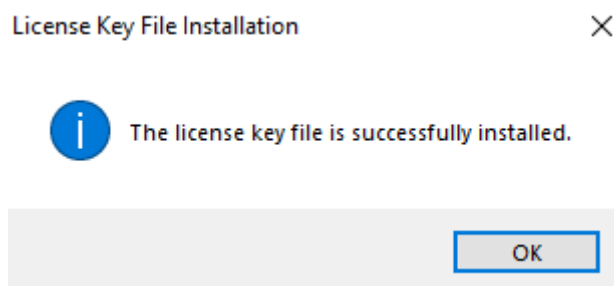 License Key File Installation
The license key file is successfully installed.
OK